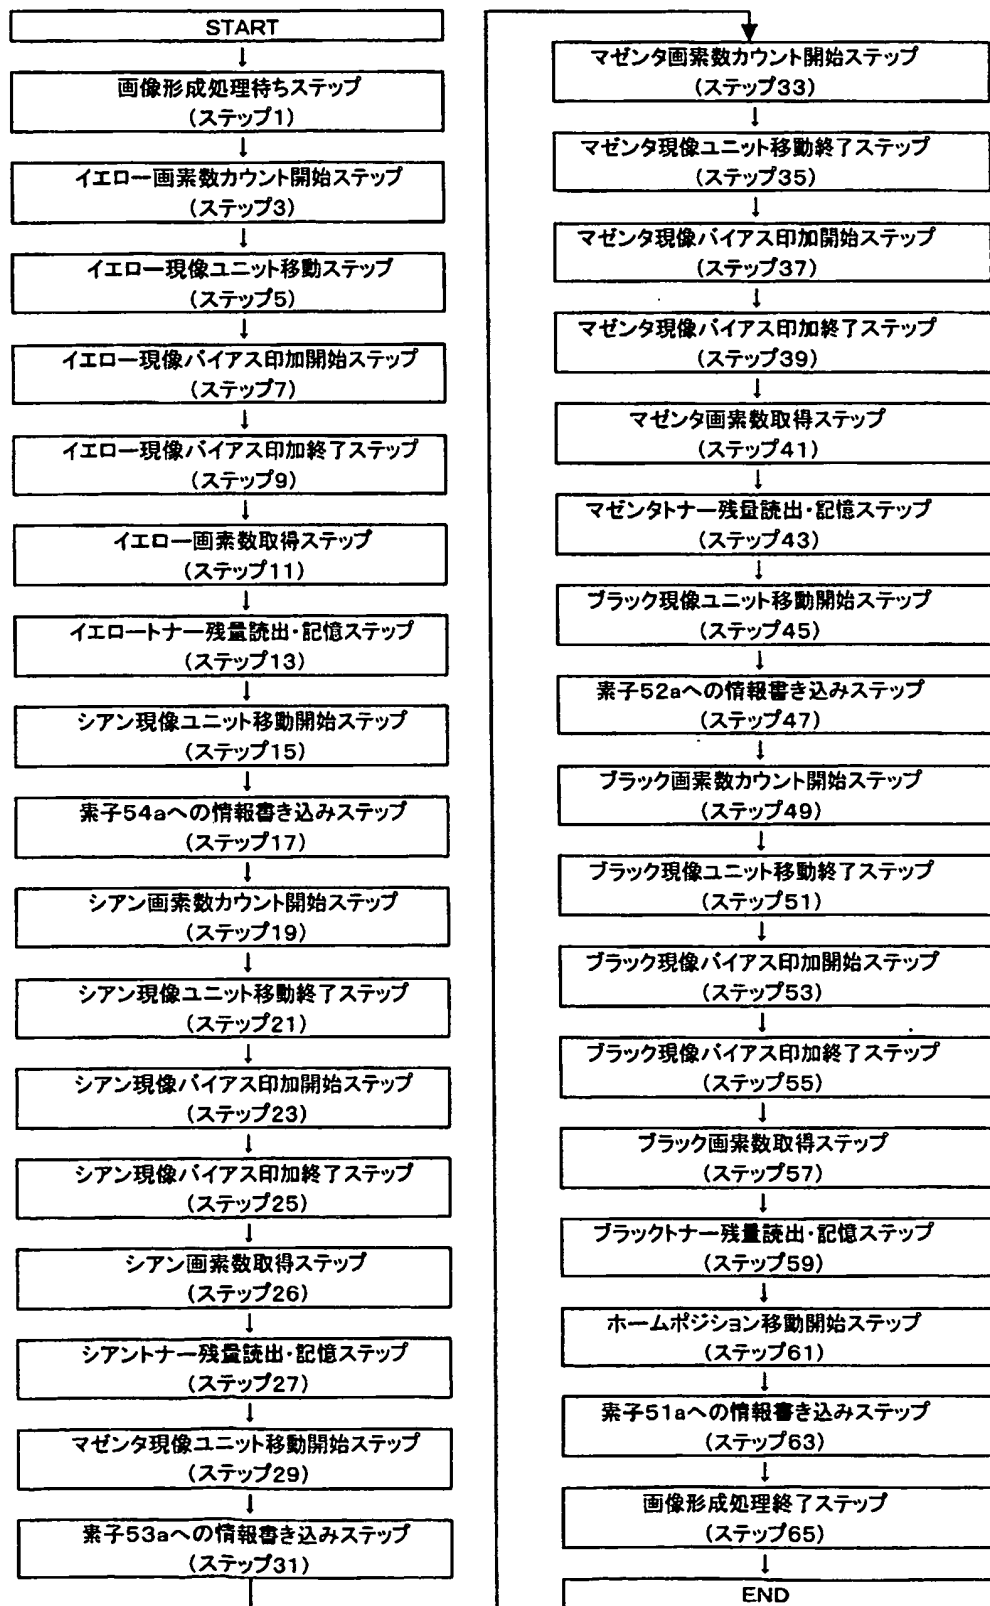 START
画像形成処理待ちステップ
(ステップ1)
イエロー画素数カウント開始ステップ
(ステップ3)
イエロー現像ユニット移動ステップ
(ステップ5)
イエロー現像バイアス印加開始ステップ
(ステップ7)
イエロー現像バイアス印加終了ステップ
(ステップ9)
イエロー画素数取得ステップ
(ステップ11)
イエロートナー残量読出・記憶ステップ
(ステップ13)
シアン現像ユニット移動開始ステップ
(ステップ15)
素子54aへの情報書き込みステップ
(ステップ17)
シアン画素数カウント開始ステップ
(ステップ19)
シアン現像ユニット移動終了ステップ
(ステップ21)
シアン現像バイアス印加開始ステップ
(ステップ23)
シアン現像バイアス印加終了ステップ
(ステップ25)
シアン画素数取得ステップ
(ステップ26)
シアントナー残量読出・記憶ステップ
(ステップ27)
マゼンタ現像ユニット移動開始ステップ
(ステップ29)
素子53aへの情報書き込みステップ
(ステップ31)
マゼンタ画素数カウント開始ステップ
(ステップ33)
マゼンタ現像ユニット移動終了ステップ
(ステップ35)
マゼンタ現像バイアス印加開始ステップ
(ステップ37)
マゼンタ現像バイアス印加終了ステップ
(ステップ39)
マゼンタ画素数取得ステップ
(ステップ41)
マゼンタトナー残量読出・記憶ステップ
(ステップ43)
ブラック現像ユニット移動開始ステップ
(ステップ45)
素子52aへの情報書き込みステップ
(ステップ47)
ブラック画素数カウント開始ステップ
(ステップ49)
ブラック現像ユニット移動終了ステップ
(ステップ51)
ブラック現像バイアス印加開始ステップ
(ステップ53)
ブラック現像バイアス印加終了ステップ
(ステップ55)
ブラック画素数取得ステップ
(ステップ57)
ブラックトナー残量読出・記憶ステップ
(ステップ59)
ホームポジション移動開始ステップ
(ステップ61)
素子51aへの情報書き込みステップ
(ステップ63)
画像形成処理終了ステップ
(ステップ65)
END